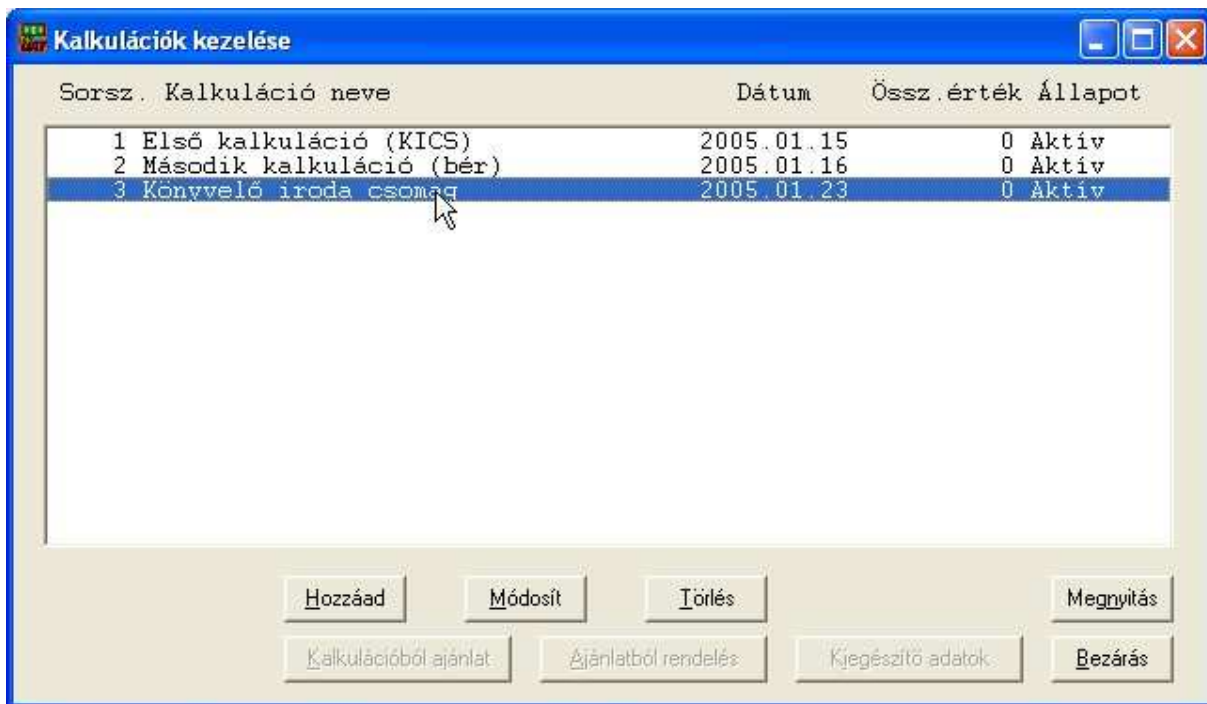 Kalkulációk kezelése
Sorsz. Kalkuláció neve Dátum Össz.érték Állapot
1 Első kalkuláció (KICS) 2005.01.15 0 Aktív
2 Második kalkuláció (bér) 2005.01.16 0 Aktív
3 Könyvelő iroda csomag 2005.01.23 0 Aktív
Hozzáad Módosít Törlés Megnyitás
Kalkulációból ajánlat Ajánlatból rendelés Kiegészítő adatok Bezárás